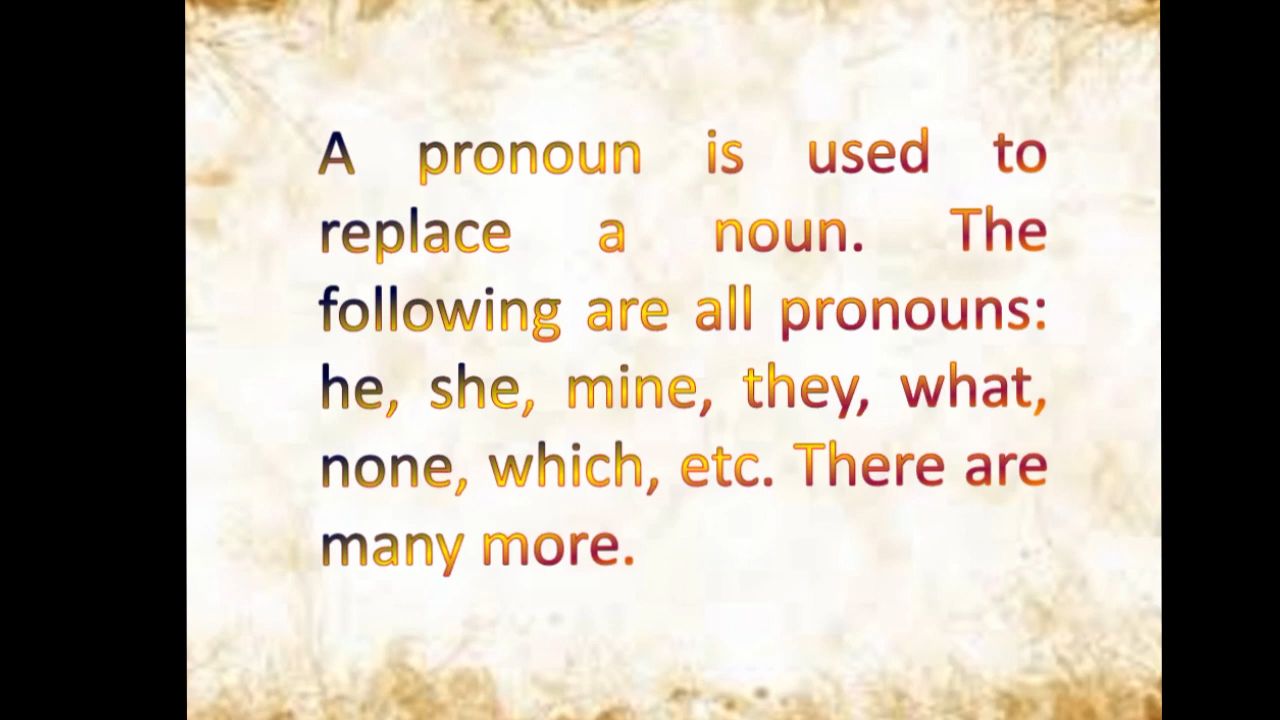 A pronoun is used to
replace a noun. The
following are all pronouns:
he, she, mine, they, what,
none, which, etc. There are
many more.